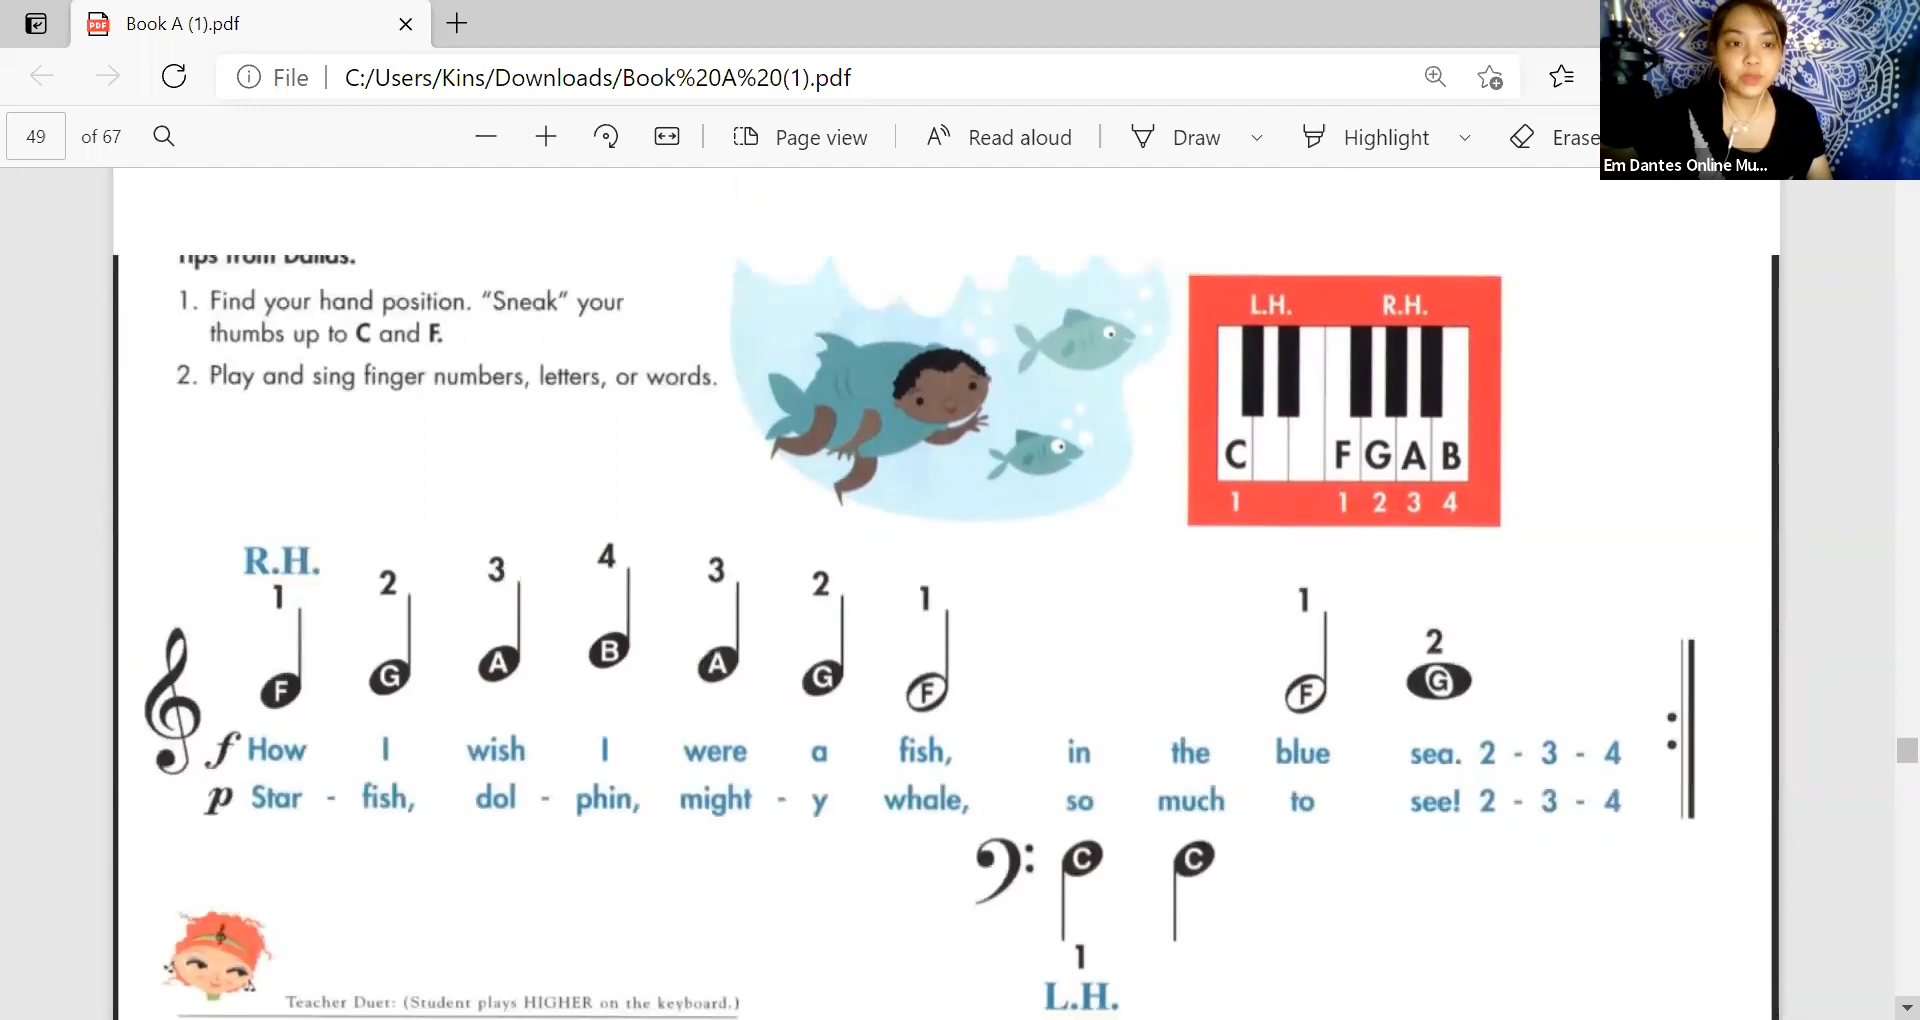 Book A (1).pdf
File | C:/Users/Kins/Downloads/Book%20A%20(1).pdf
49 of 67
Page view
Read aloud
Draw
Highlight
Erase
Em Dantes Online Mu...
Tips from Dallas:
1. Find your hand position. “Sneak” your
thumbs up to C and F.
2. Play and sing finger numbers, letters, or words.
L.H. R.H.
C F G A B
1 1 2 3 4
R.H.
1 2 3 4 3 2 1 1 2
F G A B A G F F G
f How I wish I were a fish, in the blue sea. 2 - 3 - 4
p Star - fish, dol - phin, might - y whale, so much to see! 2 - 3 - 4
C C
1
L.H.
Teacher Duet: (Student plays HIGHER on the keyboard.)